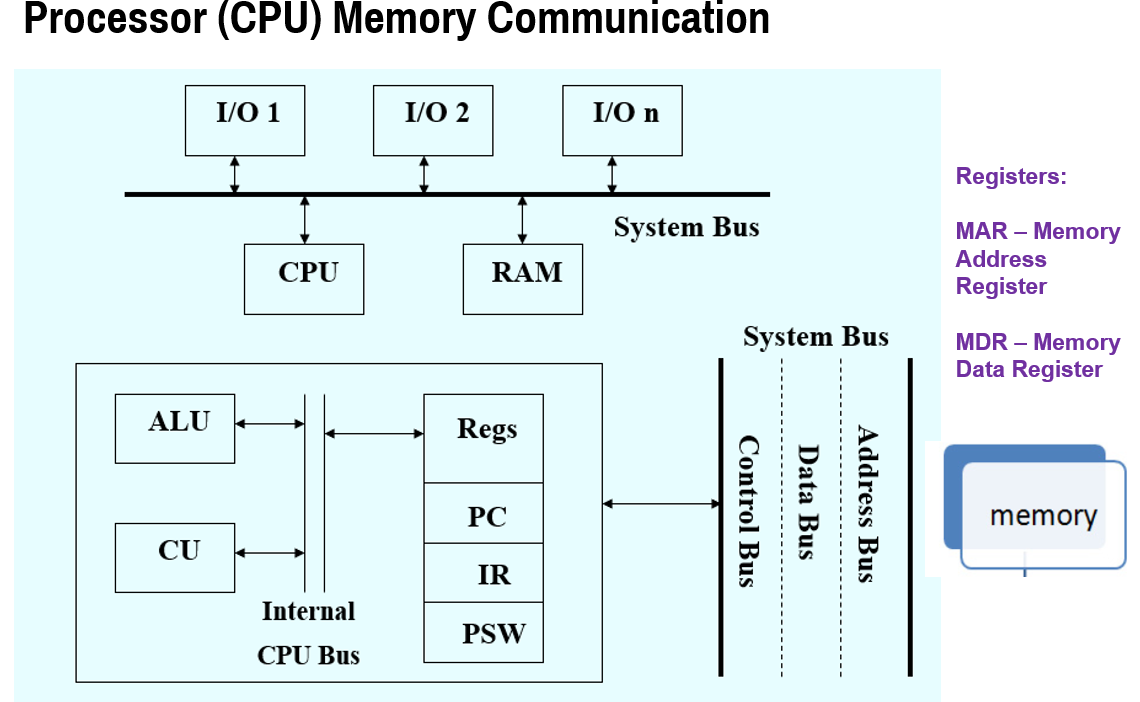 Processor (CPU) Memory Communication
I/O 1
I/O 2
I/O n
System Bus
CPU
RAM
Registers:
MAR – Memory
Address
Register
MDR – Memory
Data Register
System Bus
ALU
CU
Internal
CPU Bus
Regs
PC
IR
PSW
Control Bus
Data Bus
Address Bus
memory